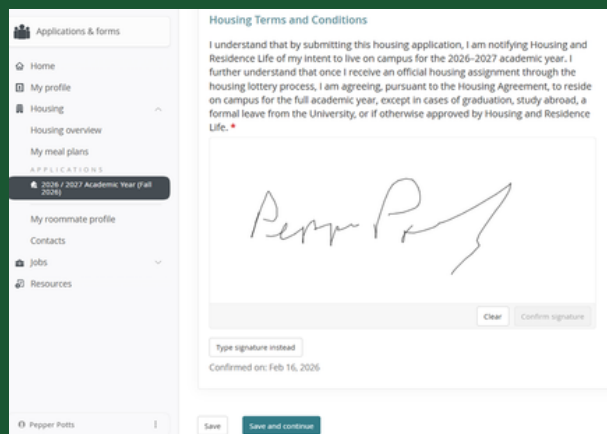 Applications & forms
Home
My profile
Housing
Housing overview
My meal plans
APPLICATIONS
2026 / 2027 Academic Year (Fall
2026)
My roommate profile
Contacts
Jobs
Resources
Pepper Potts
Housing Terms and Conditions
I understand that by submitting this housing application, I am notifying Housing and
Residence Life of my intent to live on campus for the 2026–2027 academic year. I
further understand that once I receive an official housing assignment through the
housing lottery process, I am agreeing, pursuant to the Housing Agreement, to reside
on campus for the full academic year, except in cases of graduation, study abroad, a
formal leave from the University, or if otherwise approved by Housing and Residence
Life. *
Pepper Potts
Clear
Confirm signature
Type signature instead
Confirmed on: Feb 16, 2026
Save
Save and continue